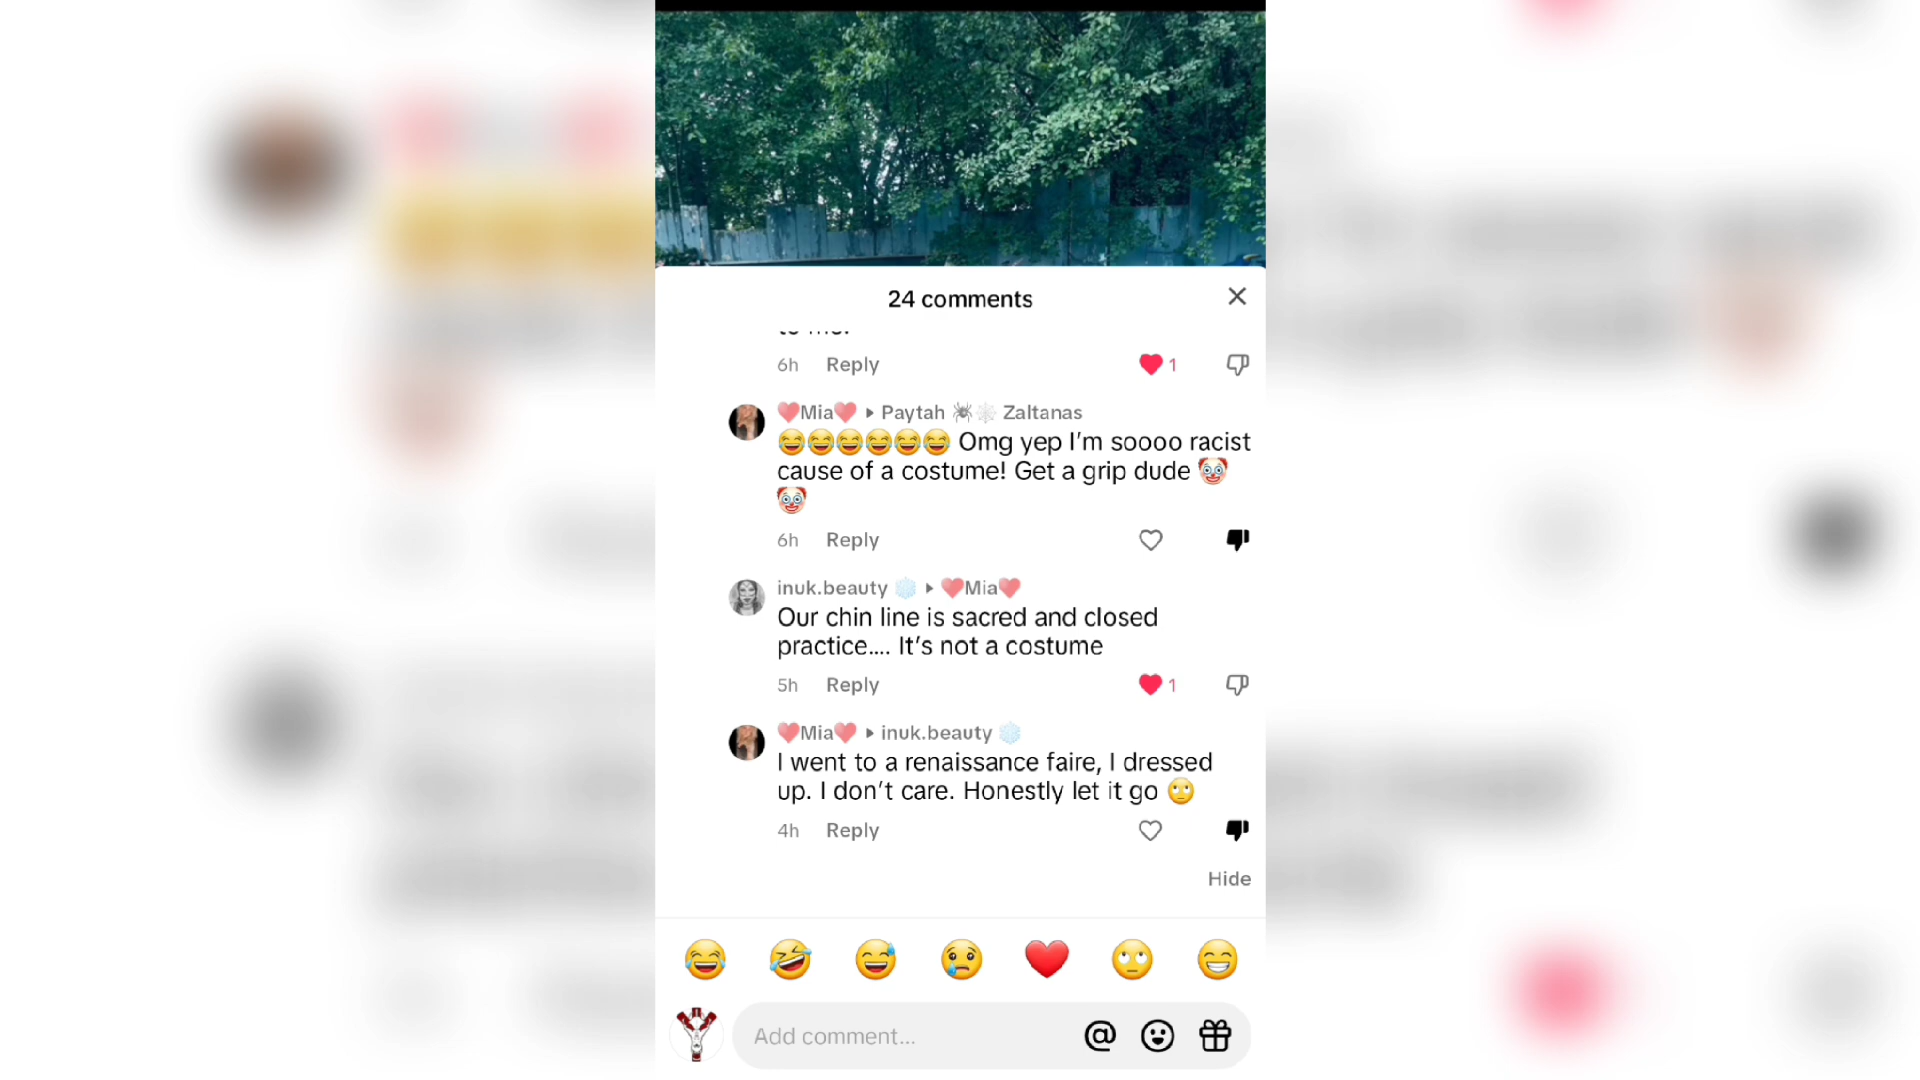 24 comments
6h Reply 1
❤️Mia❤️ ▸ Paytah 🕷️🕸️ Zaltanas
😂😂😂😂😂😂 Omg yep I'm soooo racist
cause of a costume! Get a grip dude 🤡
🤡
6h Reply
inuk.beauty ❄️ ▸ ❤️Mia❤️
Our chin line is sacred and closed
practice.... It's not a costume
5h Reply 1
❤️Mia❤️ ▸ inuk.beauty ❄️
I went to a renaissance faire, I dressed
up. I don't care. Honestly let it go 🙄
4h Reply
Hide
Add comment...